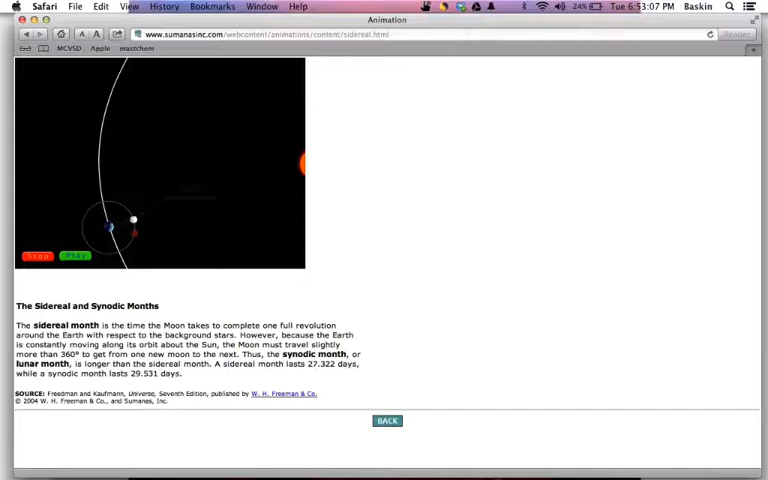 Safari File Edit View History Bookmarks Window Help 24% Tue 6:53:07 PM Baskin
Animation
www.sumanasinc.com/webcontent/animations/content/sidereal.html Reader
MCVSD Apple mastchem
Stop Play
The Sidereal and Synodic Months
The sidereal month is the time the Moon takes to complete one full revolution
around the Earth with respect to the background stars. However, because the Earth
is constantly moving along its orbit about the Sun, the Moon must travel slightly
more than 360° to get from one new moon to the next. Thus, the synodic month, or
lunar month, is longer than the sidereal month. A sidereal month lasts 27.322 days,
while a synodic month lasts 29.531 days.
SOURCE: Freedman and Kaufmann, Universe, Seventh Edition, published by W. H. Freeman & Co.
© 2004 W. H. Freeman & Co., and Sumanas, Inc.
BACK